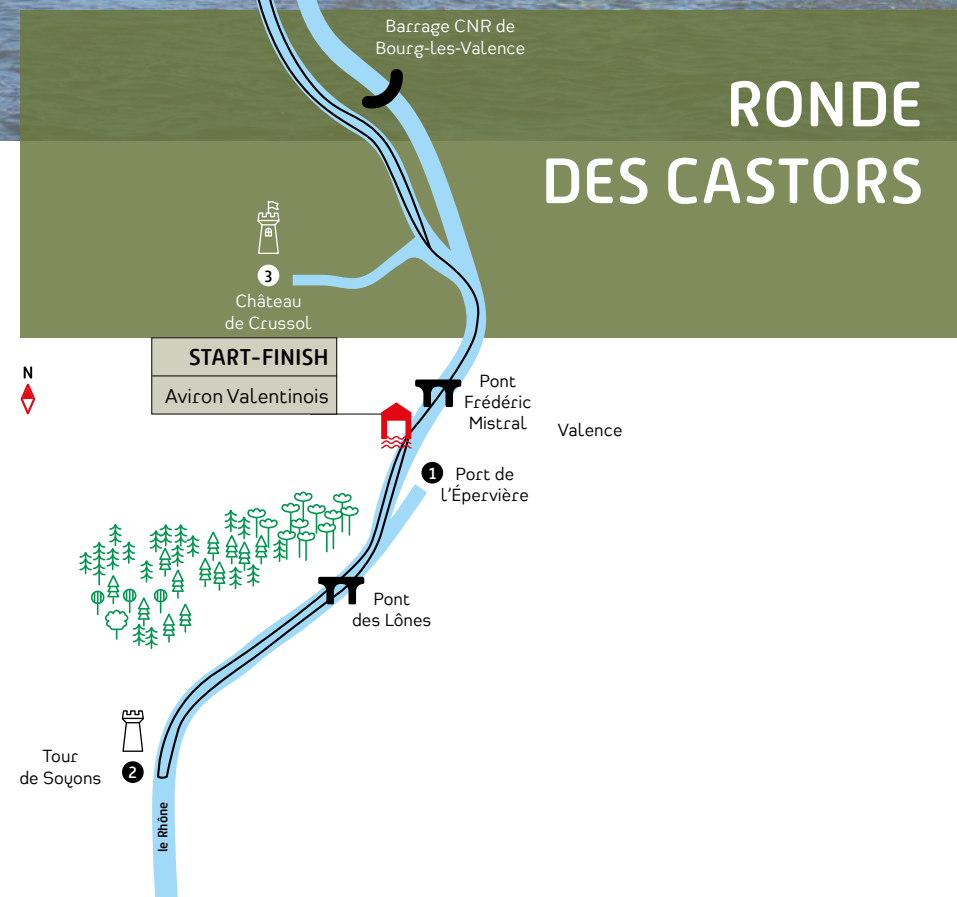 Barrage CNR de
Bourg-les-Valence
RONDE
DES CASTORS
3
Château
de Crussol
START-FINISH
Aviron Valentinois
N
Pont
Frédéric
Mistral
Valence
1 Port de
l'Épervière
Pont
des Lônes
Tour
de Soyons
2
le Rhône